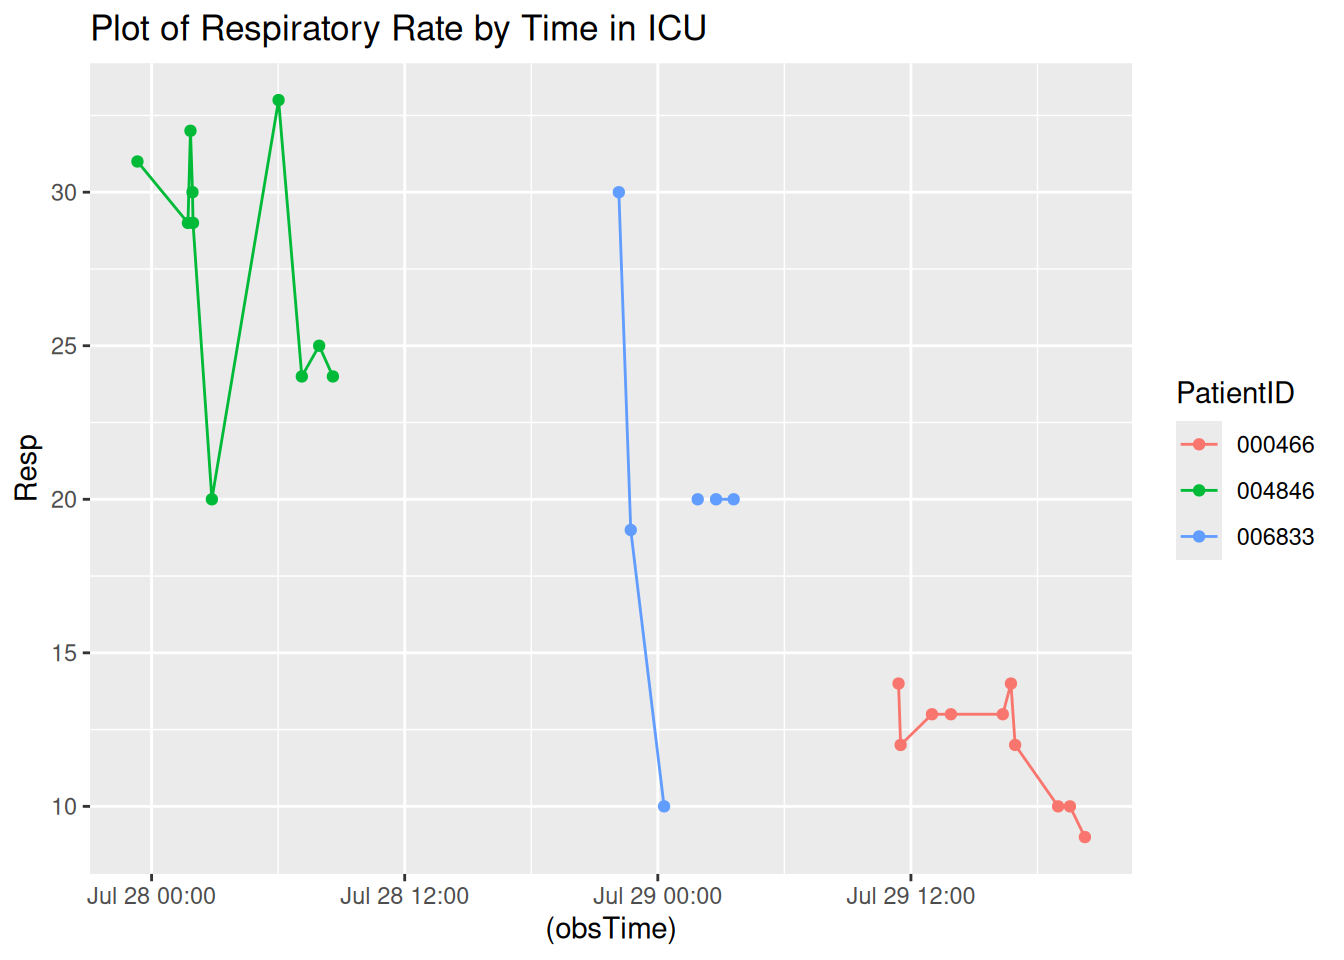 Plot of Respiratory Rate by Time in ICU
Resp
30
25
20
15
10
Jul 28 00:00
Jul 28 12:00
Jul 29 00:00
Jul 29 12:00
(obsTime)
PatientID
000466
004846
006833